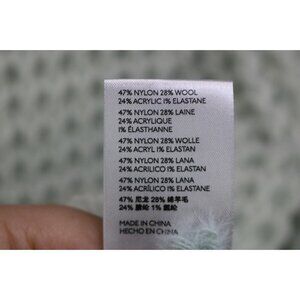 47% NYLON 28% WOOL
24% ACRYLIC 1% ELASTANE
47% NYLON 28% LAINE
24% ACRYLIQUE
1% ÉLASTHANNE
47% NYLON 28% WOLLE
24% ACRYL 1% ELASTAN
47% NYLON 28% LANA
24% ACRILICO 1% ELASTAN
47% NYLON 28% LANA
24% ACRÍLICO 1% ELASTANE
47% 尼龙 28% 绵羊毛
24% 腈纶 1% 氨纶
MADE IN CHINA
HECHO EN CHINA